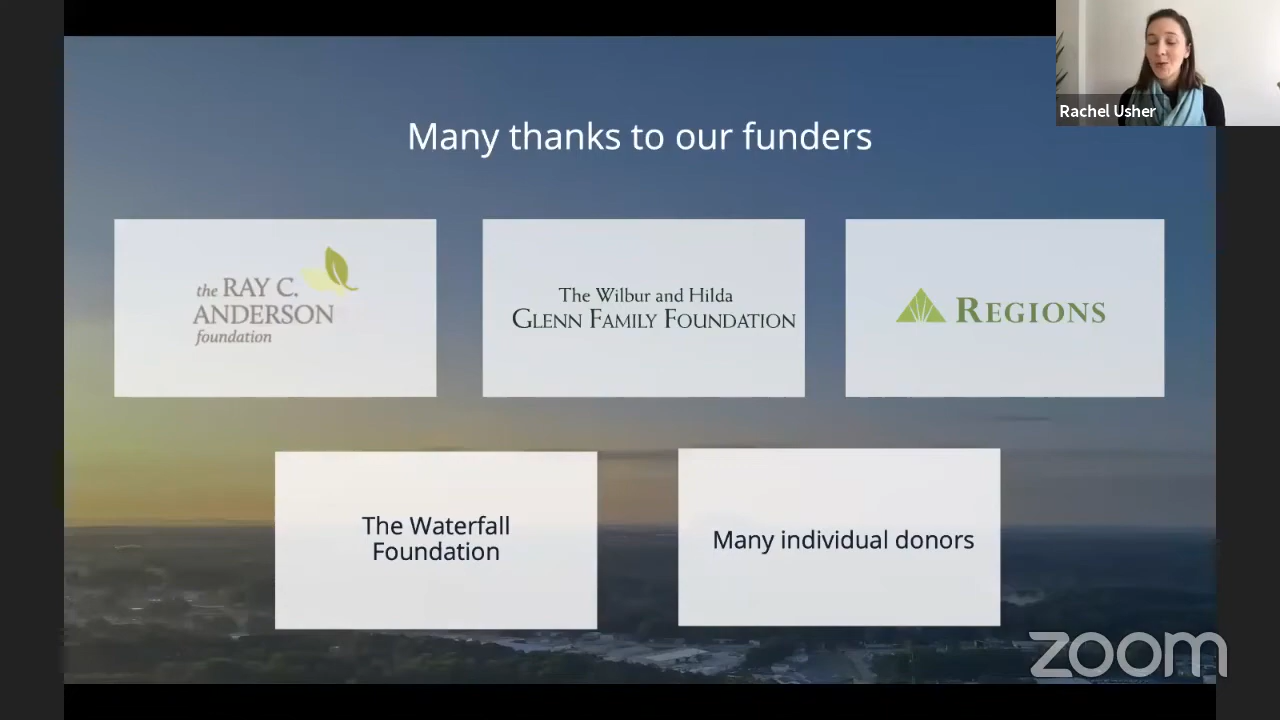 Rachel Usher
Many thanks to our funders
the RAY C.
ANDERSON
foundation
The Wilbur and Hilda
GLENN FAMILY FOUNDATION
REGIONS
The Waterfall
Foundation
Many individual donors
zoom